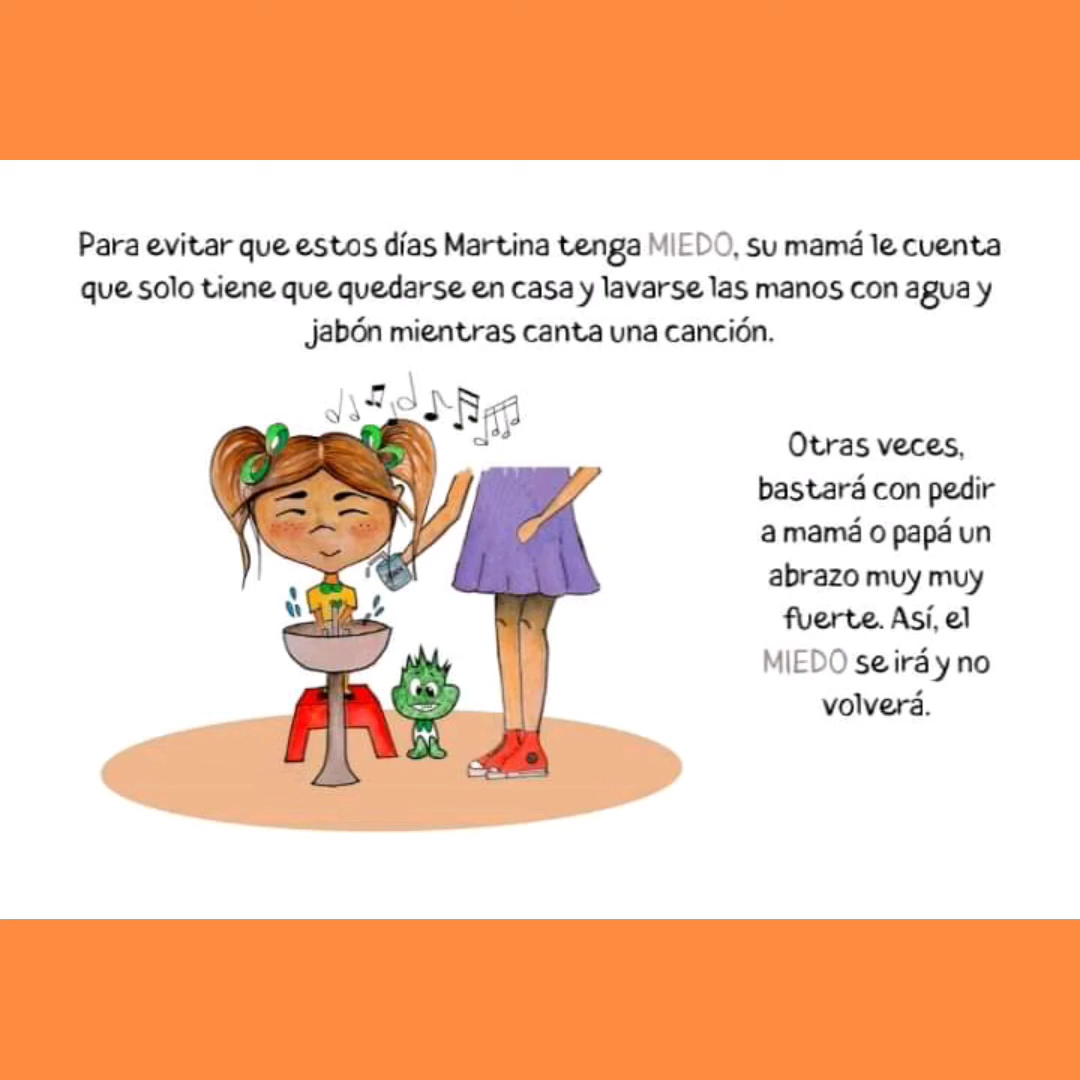 Para evitar que estos días Martina tenga MIEDO, su mamá le cuenta
que solo tiene que quedarse en casa y lavarse las manos con agua y
jabón mientras canta una canción.
Otras veces,
bastará con pedir
a mamá o papá un
abrazo muy muy
fuerte. Así, el
MIEDO se irá y no
volverá.